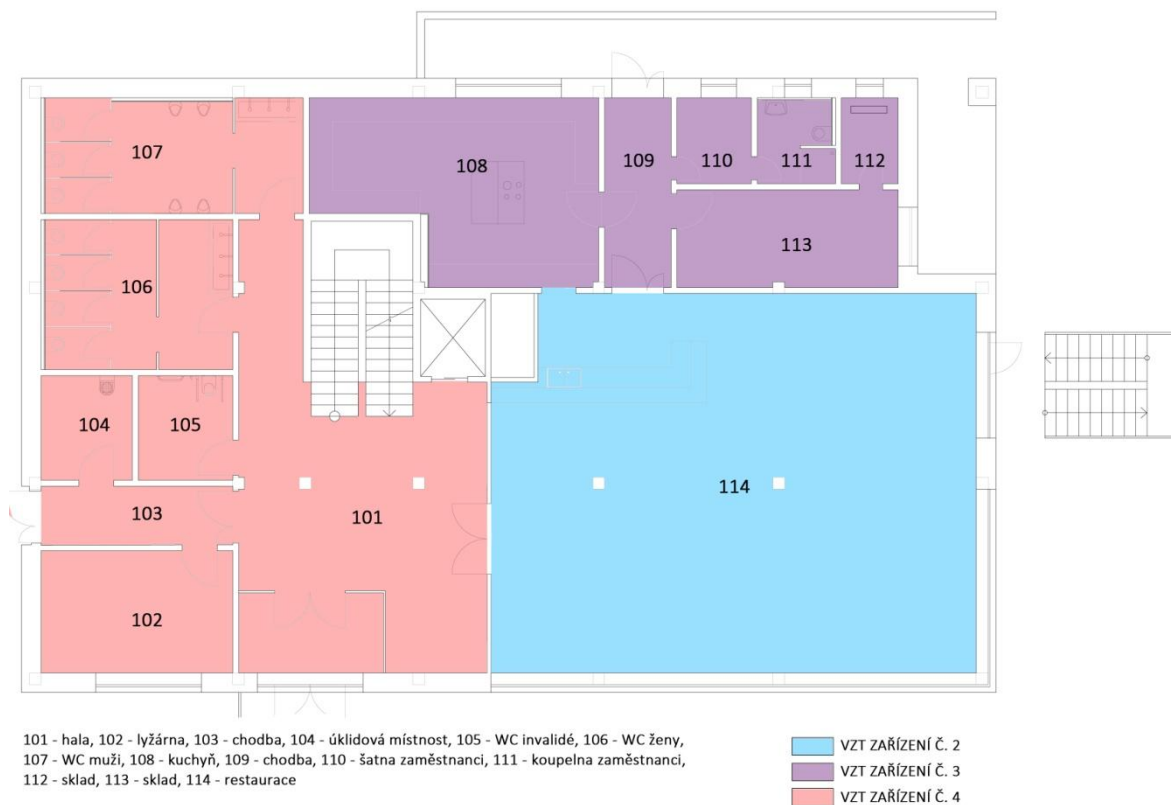 107
108
109
110
111
112
113
106
104
105
114
103
101
102
101 - hala, 102 - lyžárna, 103 - chodba, 104 - úklidová místnost, 105 - WC invalidé, 106 - WC ženy,
107 - WC muži, 108 - kuchyň, 109 - chodba, 110 - šatna zaměstnanci, 111 - koupelna zaměstnanci,
112 - sklad, 113 - sklad, 114 - restaurace
VZT ZAŘÍZENÍ Č. 2
VZT ZAŘÍZENÍ Č. 3
VZT ZAŘÍZENÍ Č. 4